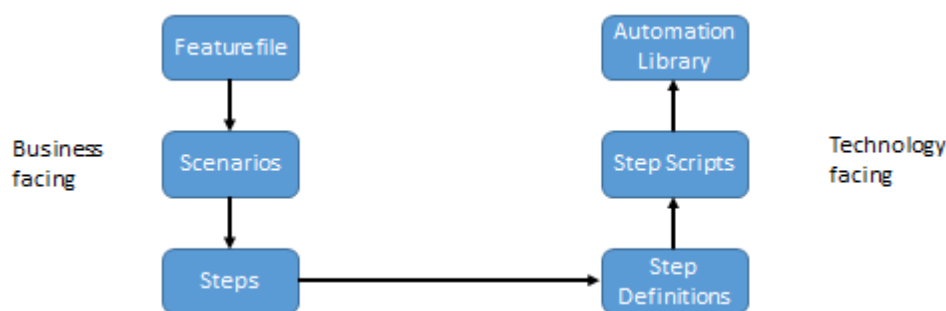 Feature file
Automation
Library
Business
facing
Scenarios
Step Scripts
Technology
facing
Steps
Step
Definitions